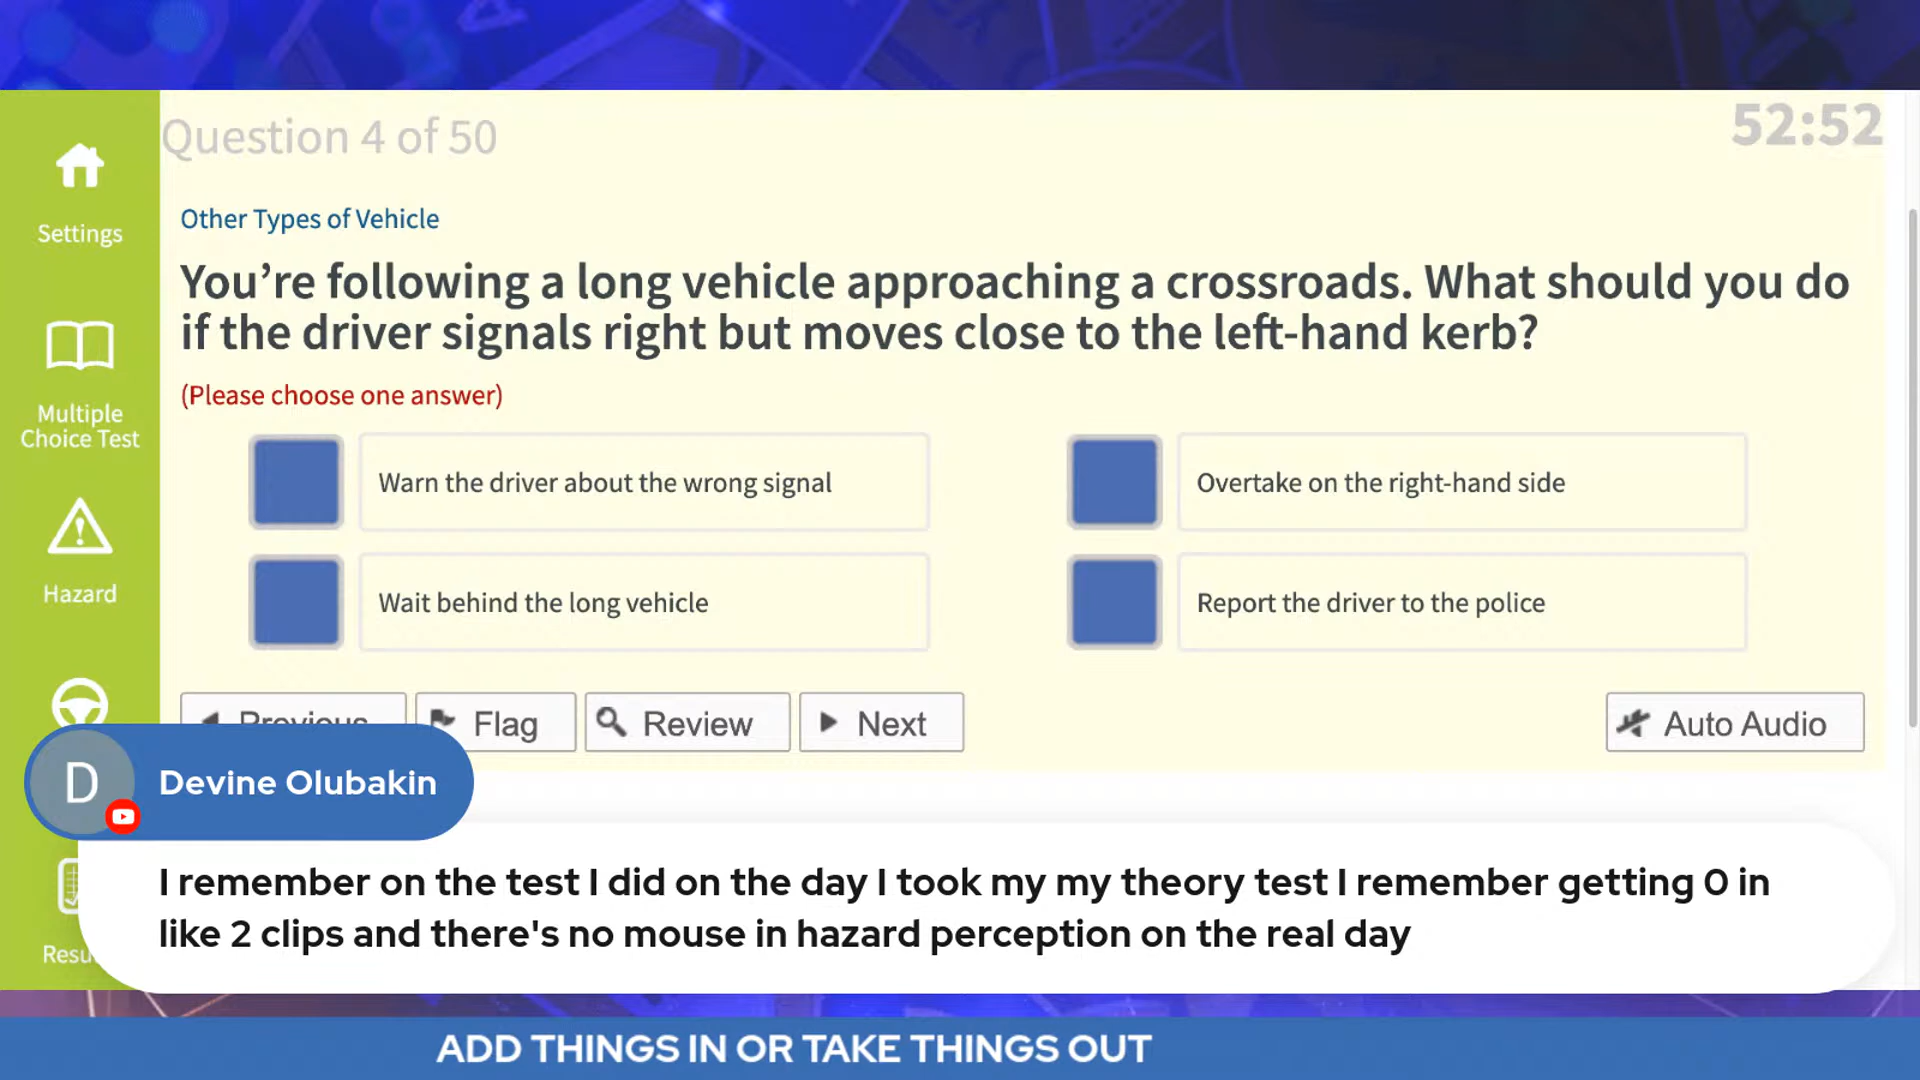 Question 4 of 50
52:52
Settings
Other Types of Vehicle
You’re following a long vehicle approaching a crossroads. What should you do
if the driver signals right but moves close to the left-hand kerb?
(Please choose one answer)
Multiple
Choice Test
Warn the driver about the wrong signal
Overtake on the right-hand side
Hazard
Wait behind the long vehicle
Report the driver to the police
Previous
Flag
Review
Next
Auto Audio
D
Devine Olubakin
I remember on the test I did on the day I took my my theory test I remember getting 0 in
like 2 clips and there's no mouse in hazard perception on the real day
Resu
ADD THINGS IN OR TAKE THINGS OUT